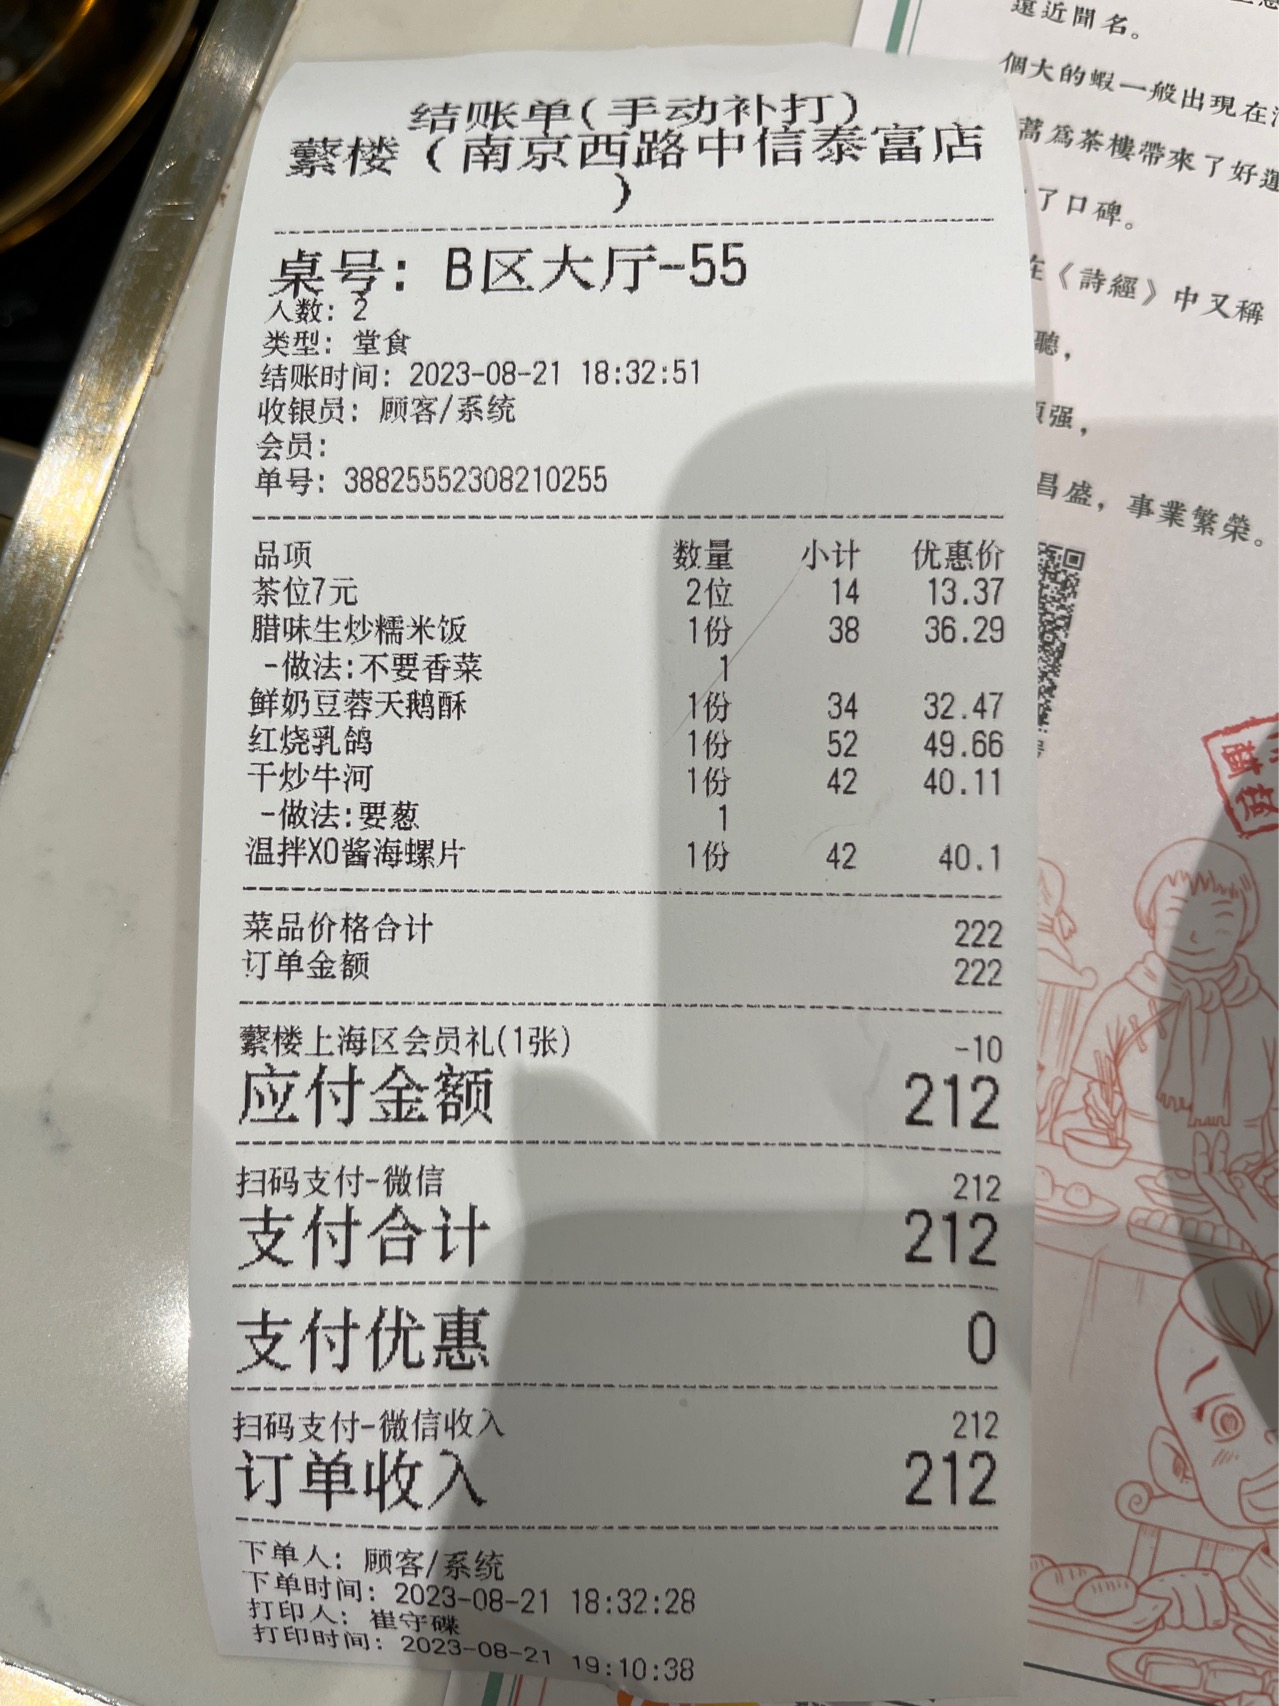 结账单(手动补打)
蘩楼(南京西路中信泰富店
)
桌号: B区大厅-55
人数: 2
类型: 堂食
结账时间: 2023-08-21 18:32:51
收银员: 顾客/系统
会员:
单号: 38825552308210255
品项 数量 小计 优惠价
茶位7元 2位 14 13.37
腊味生炒糯米饭 1份 38 36.29
-做法:不要香菜 1
鲜奶豆蓉天鹅酥 1份 34 32.47
红烧乳鸽 1份 52 49.66
干炒牛河 1份 42 40.11
-做法:要葱 1
温拌XO酱海螺片 1份 42 40.1
菜品价格合计 222
订单金额 222
蘩楼上海区会员礼(1张) -10
应付金额 212
扫码支付-微信 212
支付合计 212
支付优惠 0
扫码支付-微信收入 212
订单收入 212
下单人: 顾客/系统
下单时间: 2023-08-21 18:32:28
打印人: 崔守碟
打印时间: 2023-08-21 19:10:38
遠近聞名。
個大的蝦一般出現在
蒿爲茶樓帶來了好運
了口碑。
在《詩經》中又稱
聽,
强,
昌盛,事業繁榮。